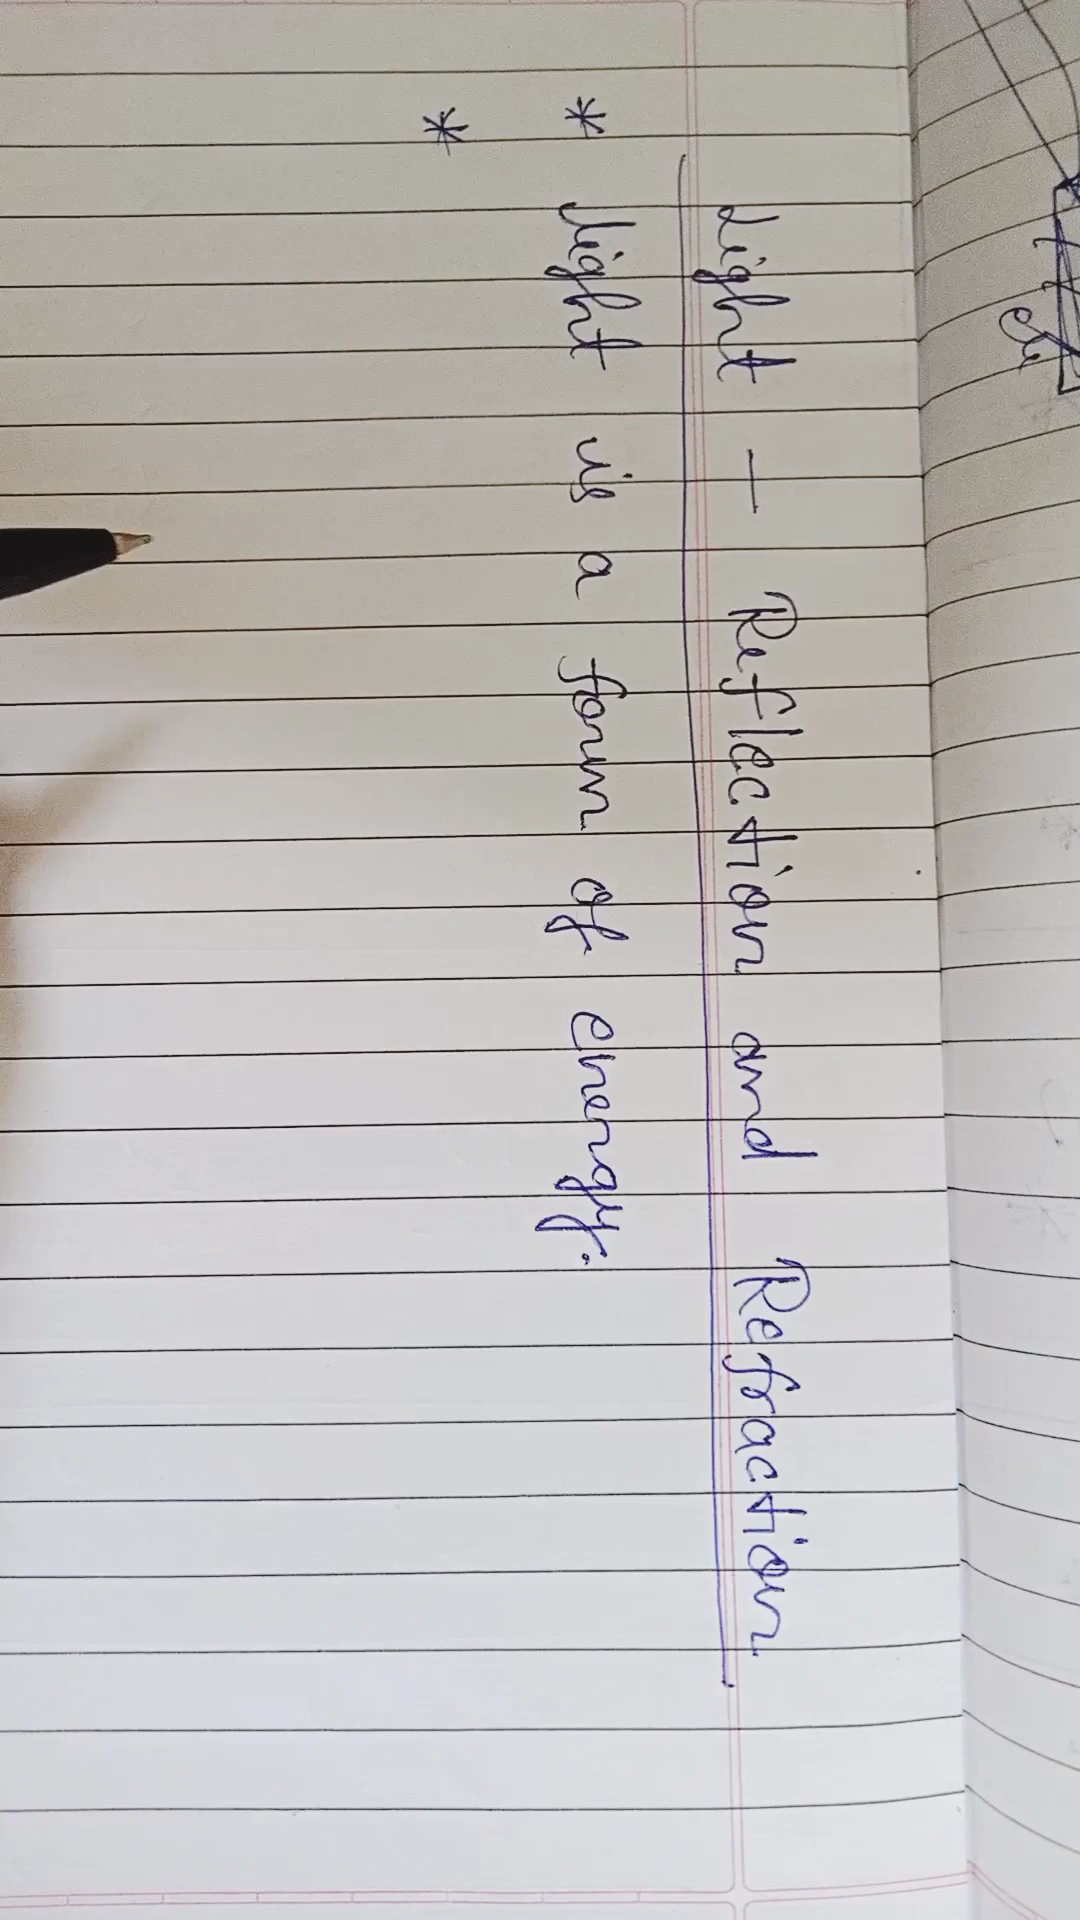 Light — Reflection and Refraction
* Light is a form of energy.
*